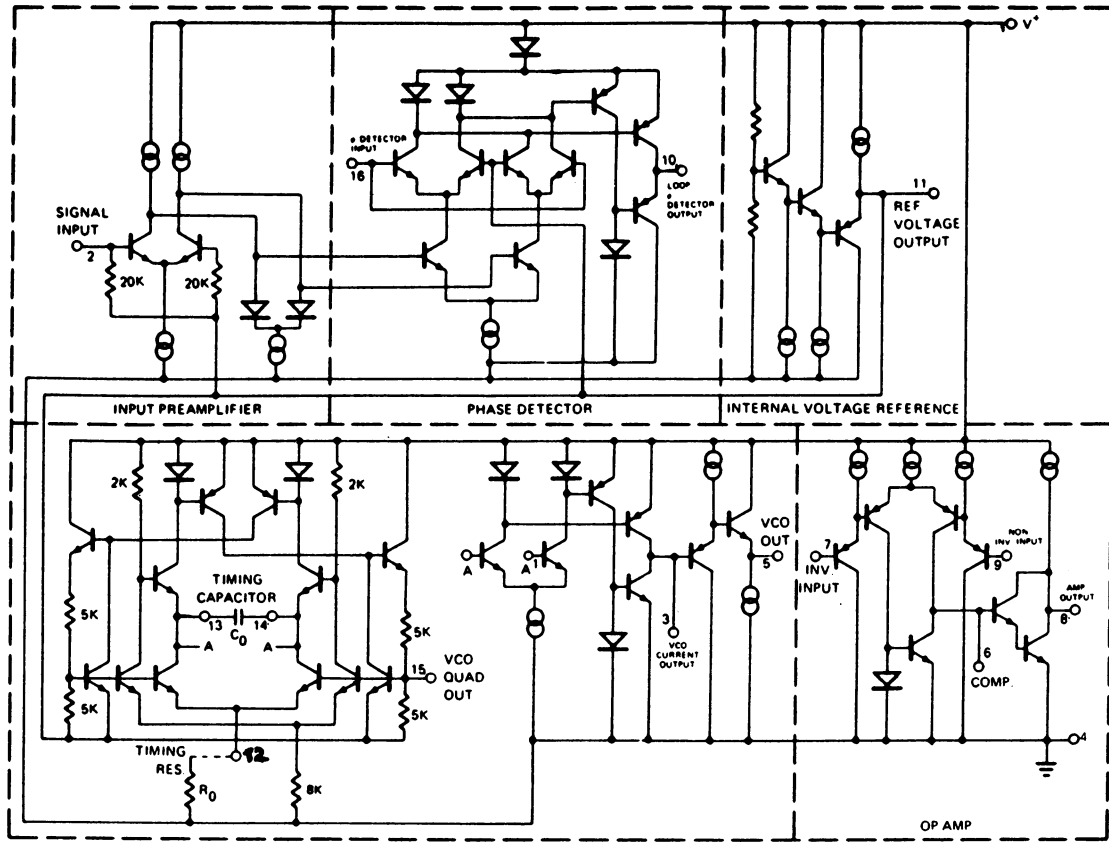 V+
ø DETECTOR
INPUT
16
10
LOOP
ø
DETECTOR
OUTPUT
11
REF
VOLTAGE
OUTPUT
SIGNAL
INPUT
2
20K
20K
INPUT PREAMPLIFIER
PHASE DETECTOR
INTERNAL VOLTAGE REFERENCE
2K
2K
5K
5K
TIMING
CAPACITOR
13
C0
14
A
A
5K
5K
15
VCO
QUAD
OUT
TIMING
RES.
12
R0
8K
A
A
1
3
VCO
CURRENT
OUTPUT
VCO
OUT
5
7
INV
INPUT
NON
INV INPUT
9
AMP
OUTPUT
8
6
COMP.
4
OP AMP